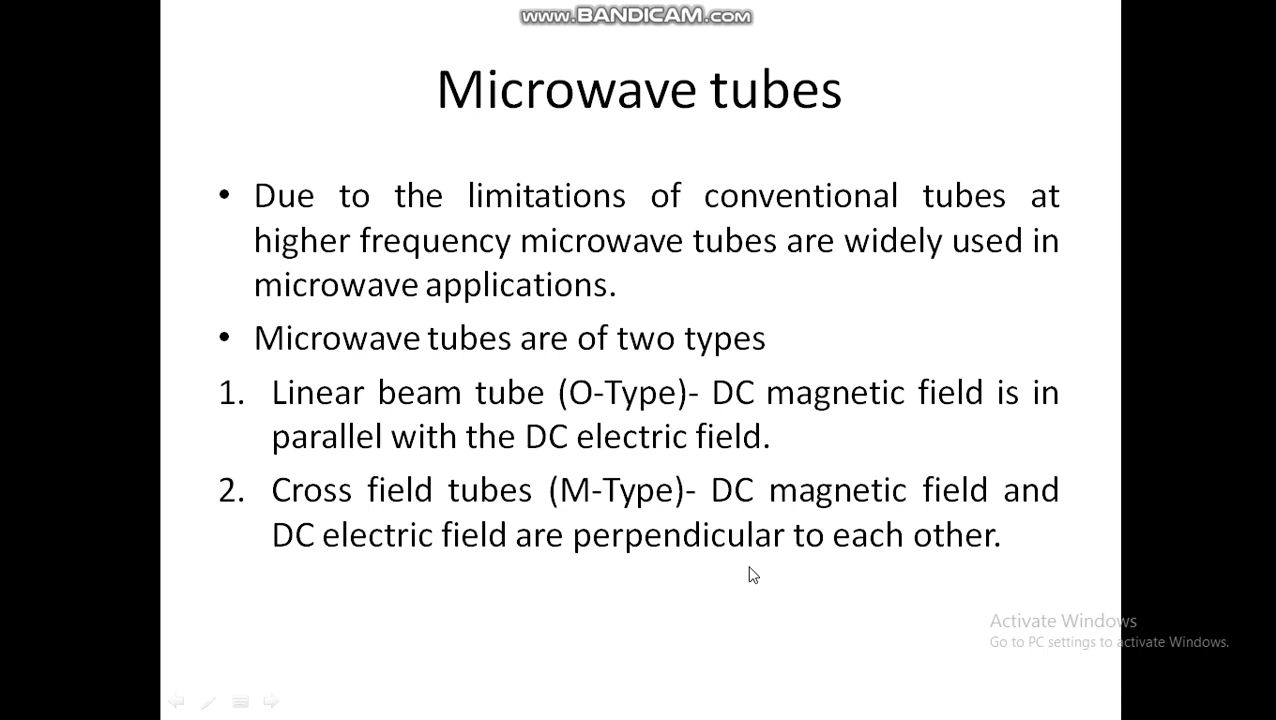 www.BANDICAM.com
Microwave tubes
• Due to the limitations of conventional tubes at
higher frequency microwave tubes are widely used in
microwave applications.
• Microwave tubes are of two types
1. Linear beam tube (O-Type)- DC magnetic field is in
parallel with the DC electric field.
2. Cross field tubes (M-Type)- DC magnetic field and
DC electric field are perpendicular to each other.
Activate Windows
Go to PC settings to activate Windows.